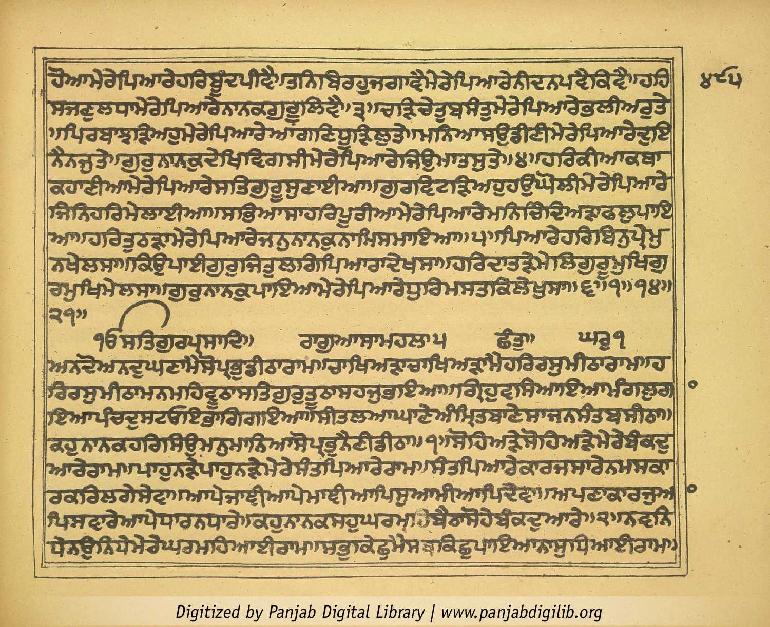 ੪੯੫
ਹੋਆਮੇਰੇਪਿਆਰੇਹਰਿਬੂੰਦਪੀਵੈ॥ਤਨਿਬਿਰਹੁਜਗਾਵੈਮੇਰੇਪਿਆਰੇਨੀਦਨਪਵੈਕਿਵੈ॥ਹਰਿ
ਸਜਣੁਲਧਾਮੇਰੇਪਿਆਰੇਨਾਨਕਗੁਰੂਲਿਵੈ॥੩॥ਚੜਿਚੇਤੁਬਸੰਤੁਮੇਰੇਪਿਆਰੇਭਲੀਅਰੁਤੇ
॥ਪਿਰਬਾਝੜਿਅਹੁਮੇਰੇਪਿਆਰੇਆਂਗਣਿਧੂੜਿਲੁਤੇ॥ਮਨਿਆਸਉਡੀਣੀਮੇਰੇਪਿਆਰੇਦੁਇ
ਨੈਨਜੁਤੇ॥ਗੁਰੁਨਾਨਕੁਦੇਖਿਵਿਗਸੀਮੇਰੇਪਿਆਰੇਜਿਉਮਾਤਸੁਤੇ॥੪॥ਹਰਿਕੀਆਕਥਾ
ਕਹਾਣੀਆਮੇਰੇਪਿਆਰੇਸਤਿਗੁਰੂਸੁਣਾਈਆ॥ਗੁਰਵਿਟੜਿਅਹੁਹਉਘੋਲੀਮੇਰੇਪਿਆਰੇ
ਜਿਨਿਹਰਿਮੇਲਾਈਆ॥ਸਭਿਆਸਾਹਰਿਪੂਰੀਆਮੇਰੇਪਿਆਰੇਮਨਿਚਿੰਦਿਅੜਾਫਲੁਪਾਇ
ਆ॥ਹਰਿਤੁਠੜਾਮੇਰੇਪਿਆਰੇਜਨੁਨਾਨਕੁਨਾਮਿਸਮਾਇਆ॥੫॥ਪਿਆਰੇਹਰਿਬਿਨੁਪ੍ਰੇਮੁ
ਨਖੇਲਸਾ॥ਕਿਉਪਾਈਗੁਰੁਜਿਤੁਲਗਿਪਿਆਰਾਦੇਖਸਾ॥ਹਰਿਦਾਤੜੇਮੇਲਿਗੁਰੂਮੁਖਿਗੁ
ਰਮੁਖਿਮੇਲਸਾ॥ਗੁਰੁਨਾਨਕੁਪਾਇਆਮੇਰੇਪਿਆਰੇਧੁਰਿਮਸਤਕਿਲੇਖੁਸਾ॥੬॥੧॥੧੪॥
੨੧॥
ੴਸਤਿਗੁਰਪ੍ਰਸਾਦਿ॥ ਰਾਗੁਆਸਾਮਹਲਾ੫ ਛੰਤੁ॥ ਘਰੁ੧
ਅਨਦੋਅਨਦੁਘਣਾਮੈਸੋਪ੍ਰਭੁਡੀਠਾਰਾਮ॥ਚਾਖਿਅੜਾਚਾਖਿਅੜਾਮੈਹਰਿਰਸੁਮੀਠਾਰਾਮ॥ਹ
ਰਿਰਸੁਮੀਠਾਮਨਮਹਿਵੂਠਾਸਤਿਗੁਰੁਤੂਠਾਸਹਜੁਭਇਆ॥ਗ੍ਰਿਹੁਵਸਿਆਇਆਮੰਗਲੁਗ
ਇਆਪੰਚਦੁਸਟਓਇਭਾਗਿਗਇਆ॥ਸੀਤਲਆਘਾਣੇਅੰਮ੍ਰਿਤਬਾਣੇਸਾਜਨਸੰਤਬਸੀਠਾ॥
ਕਹੁਨਾਨਕਹਰਿਸਿਉਮਨੁਮਾਨਿਆਸੋਪ੍ਰਭੁਨੈਣੀਡੀਠਾ॥੧॥ਸੋਹਿਅੜੇਸੋਹਿਅੜੇਮੇਰੇਬੰਕਦੁ
ਆਰੇਰਾਮ॥ਪਾਹੁਨੜੇਪਾਹੁਨੜੇਮੇਰੇਸੰਤਪਿਆਰੇਰਾਮ॥ਸੰਤਪਿਆਰੇਕਾਰਜਸਾਰੇਨਮਸਕਾ
ਰਕਰਿਲਗੇਸੇਵਾ॥ਆਪੇਜਾਞੀਆਪੇਮਾਞੀਆਪਿਸੁਆਮੀਆਪਿਦੇਵਾ॥ਅਪਣਾਕਾਰਜੁਆ
ਪਿਸਵਾਰੇਆਪੇਧਾਰਨਧਾਰੇ॥ਕਹੁਨਾਨਕਸਹੁਘਰਮਹਿਬੈਠਾਸੋਹੇਬੰਕਦੁਆਰੇ॥੨॥ਨਵਨਿ
ਧੇਨਉਨਿਧੇਮੇਰੇਘਰਮਹਿਆਈਰਾਮ॥ਸਭੁਕਿਛੁਮੈਸਭੁਕਿਛੁਪਾਇਆਨਾਮੁਧਿਆਈਰਾਮ॥
Digitized by Panjab Digital Library | www.panjabdigilib.org